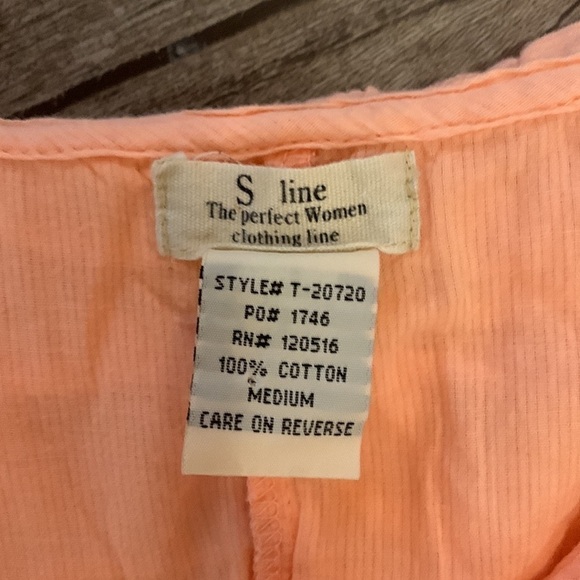 S line
The perfect Women
clothing line
STYLE# T-20720
PO# 1746
RN# 120516
100% COTTON
MEDIUM
CARE ON REVERSE